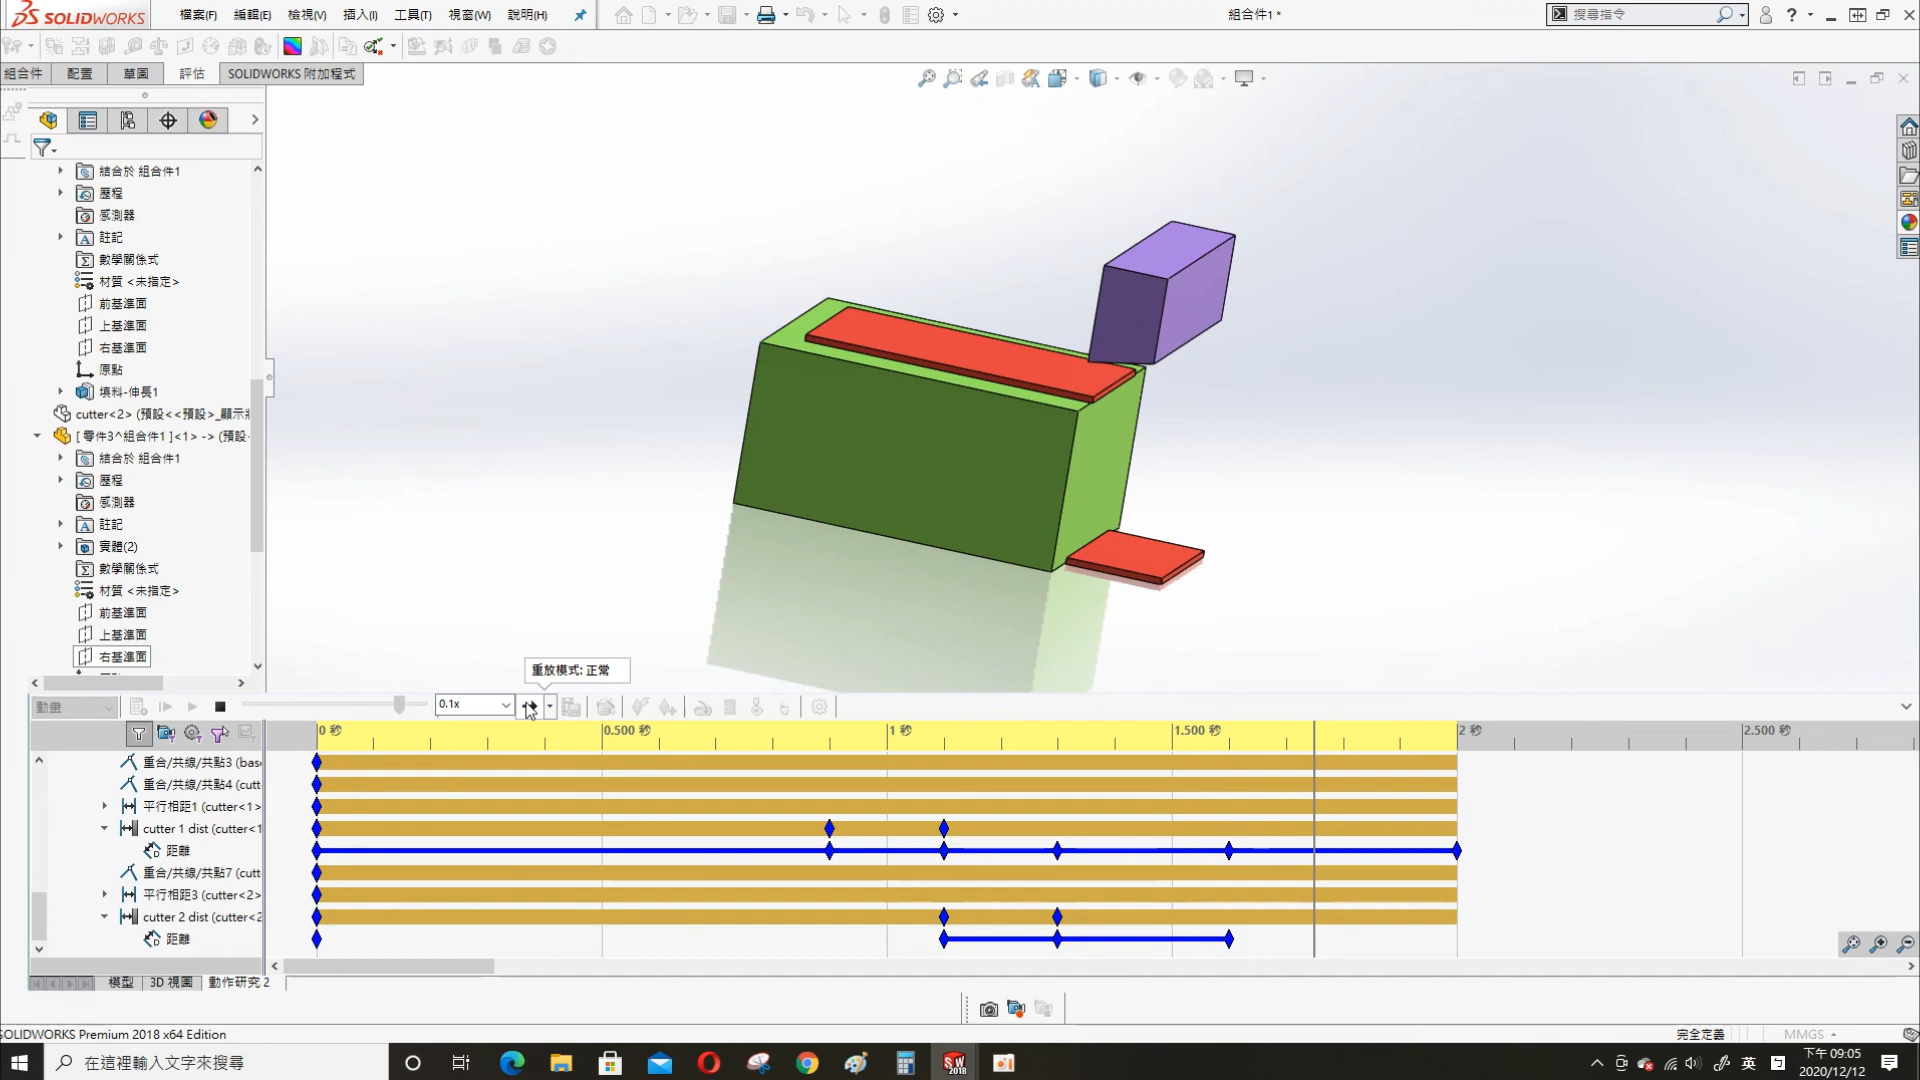 SOLIDWORKS
檔案(F) 編輯(E) 檢視(V) 插入(I) 工具(T) 視窗(W) 說明(H)
組合件1 *
搜尋指令
組合件 配置 草圖 評估 SOLIDWORKS 附加程式
結合於 組合件1
歷程
感測器
註記
數學關係式
材質 <未指定>
前基準面
上基準面
右基準面
原點
填料-伸長1
cutter<2> (預設<<預設>_顯示
[ 零件3^組合件1 ]<1> -> (預設
結合於 組合件1
歷程
感測器
註記
實體(2)
數學關係式
材質 <未指定>
前基準面
上基準面
右基準面
重放模式: 正常
動畫
0.1x
0 秒 0.500 秒 1 秒 1.500 秒 2 秒 2.500 秒
重合/共線/共點3 (bas
重合/共線/共點4 (cutt
平行相距1 (cutter<1>
cutter 1 dist (cutter<1
距離
重合/共線/共點7 (cutt
平行相距3 (cutter<2>
cutter 2 dist (cutter<2
距離
模型 3D 視圖 動作研究 2
SOLIDWORKS Premium 2018 x64 Edition
完全定義
MMGS
在這裡輸入文字來搜尋
SW
2018
英
下午 09:05
2020/12/12